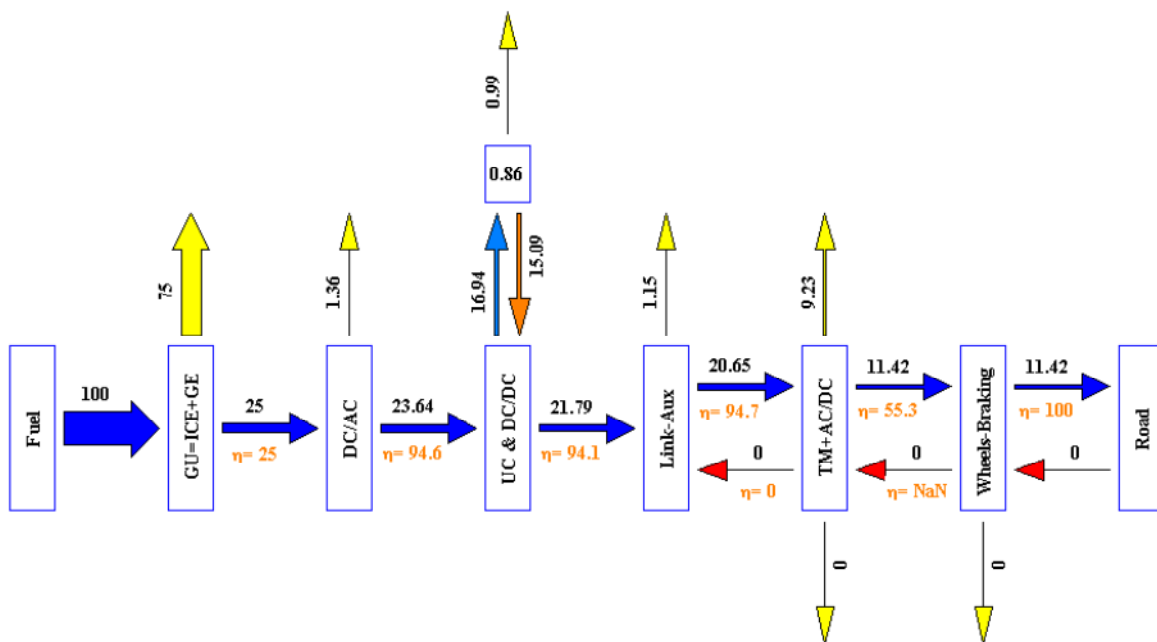 0.99
0.86
75
1.36
16.94
15.09
1.15
9.23
Fuel
100
GU=ICE+GE
25
η= 25
DC/AC
23.64
η= 94.6
UC & DC/DC
21.79
η= 94.1
Link-Aux
20.65
η= 94.7
0
η= 0
TM+AC/DC
11.42
η= 55.3
0
η= NaN
Wheels-Braking
11.42
η= 100
0
Road
0
0